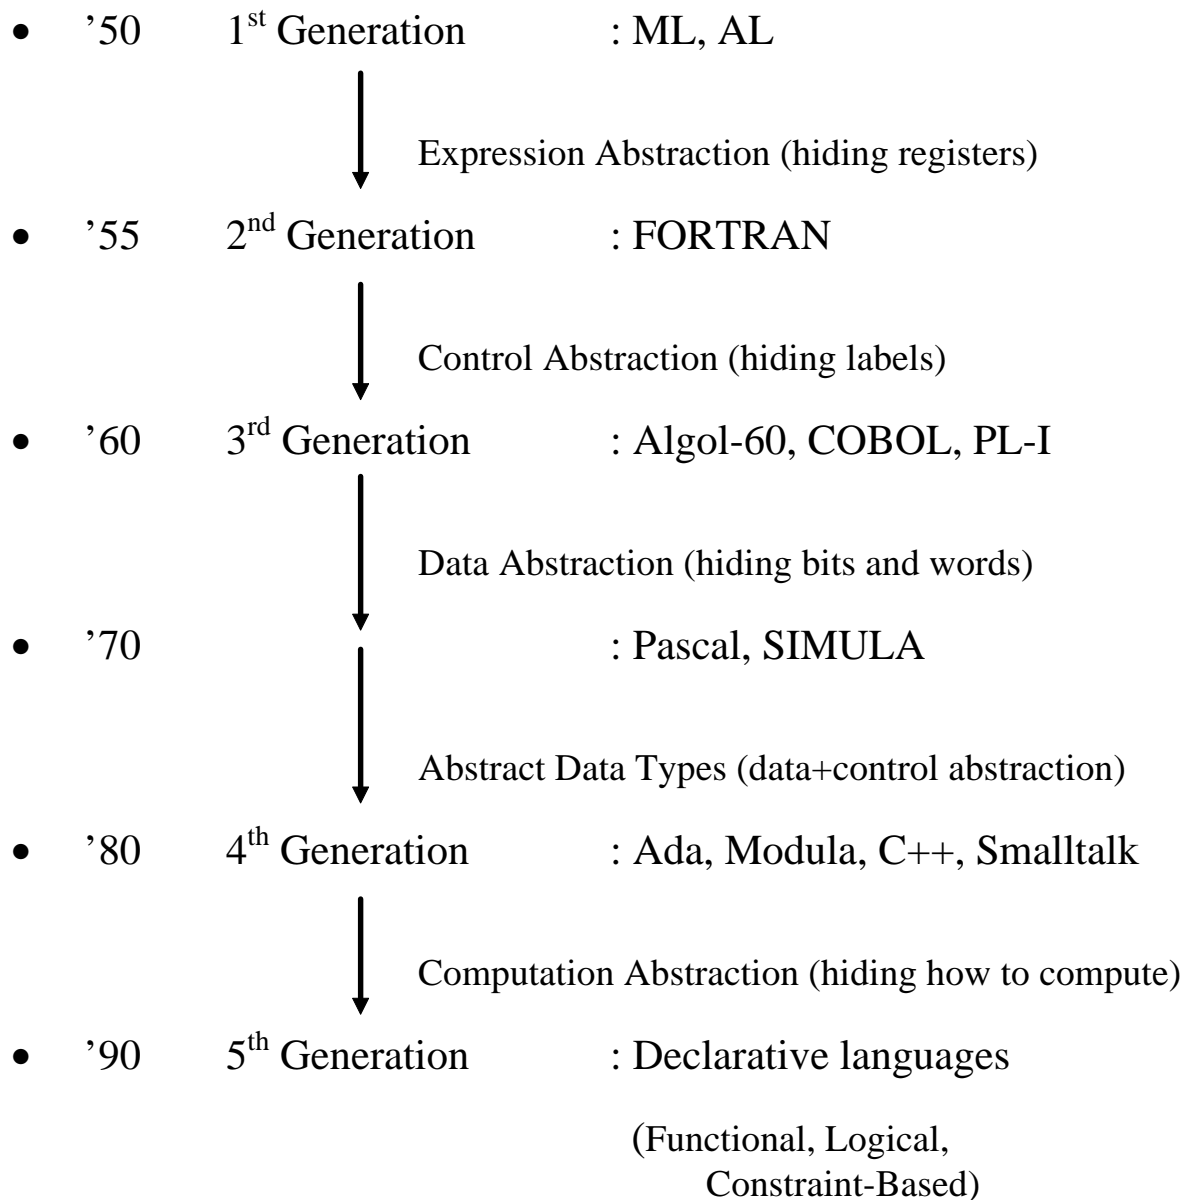 • ’50 1st Generation : ML, AL
Expression Abstraction (hiding registers)
• ’55 2nd Generation : FORTRAN
Control Abstraction (hiding labels)
• ’60 3rd Generation : Algol-60, COBOL, PL-I
Data Abstraction (hiding bits and words)
• ’70 : Pascal, SIMULA
Abstract Data Types (data+control abstraction)
• ’80 4th Generation : Ada, Modula, C++, Smalltalk
Computation Abstraction (hiding how to compute)
• ’90 5th Generation : Declarative languages
(Functional, Logical,
Constraint-Based)